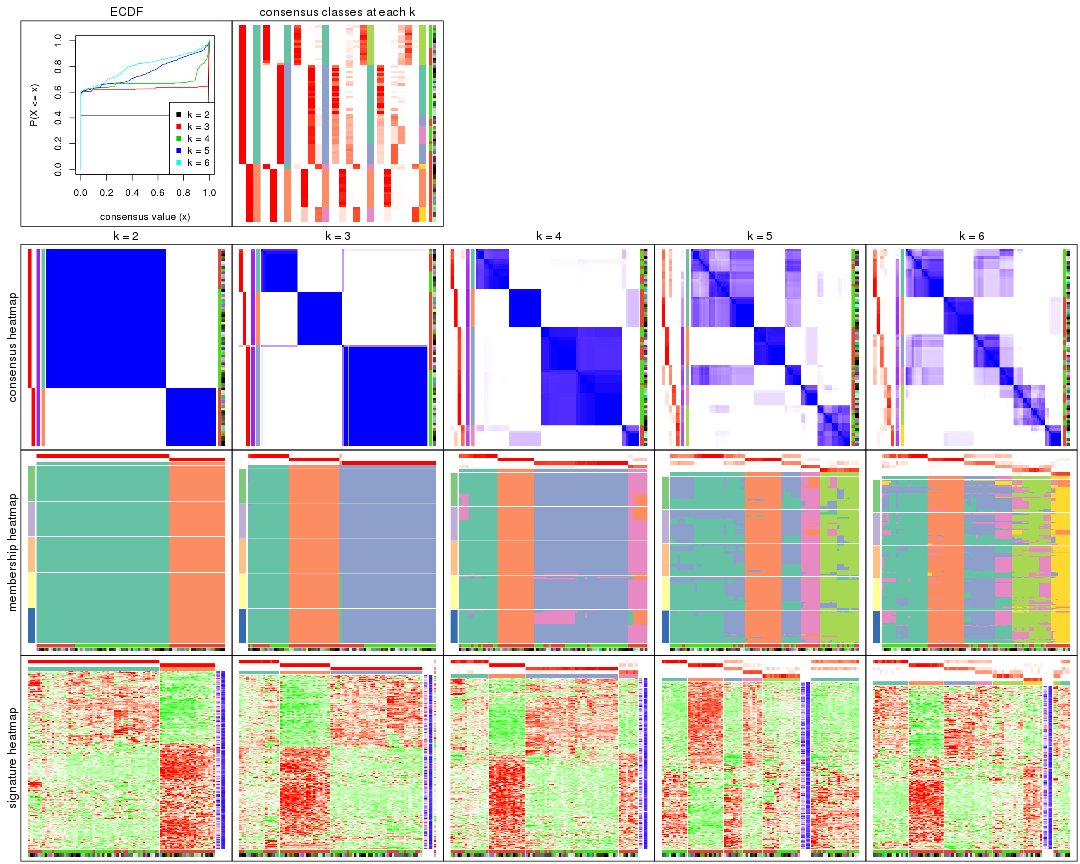 ECDF
consensus classes at each k
P(X <= x)
0.0 0.2 0.4 0.6 0.8 1.0
k = 2
k = 3
k = 4
k = 5
k = 6
0.0 0.2 0.4 0.6 0.8 1.0
consensus value (x)
k = 2
k = 3
k = 4
k = 5
k = 6
consensus heatmap
membership heatmap
signature heatmap